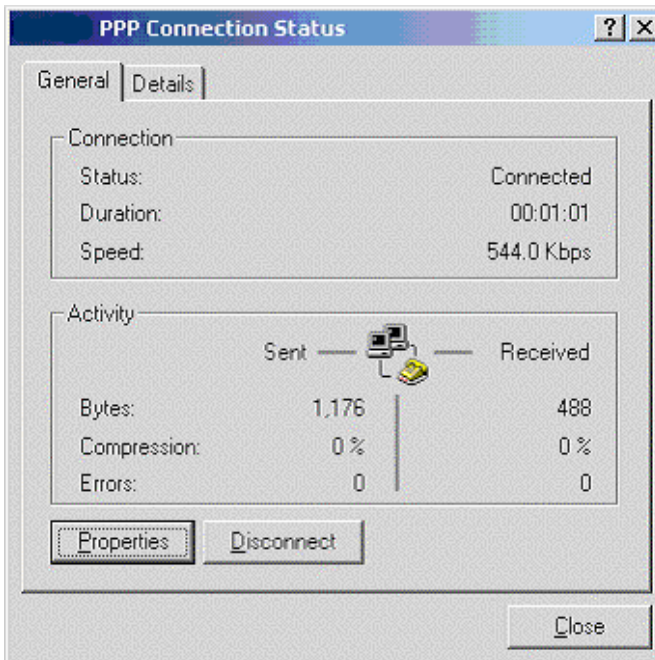 PPP Connection Status
General Details
Connection
Status: Connected
Duration: 00:01:01
Speed: 544.0 Kbps
Activity
Sent Received
Bytes: 1,176 488
Compression: 0 % 0 %
Errors: 0 0
Properties Disconnect
Close